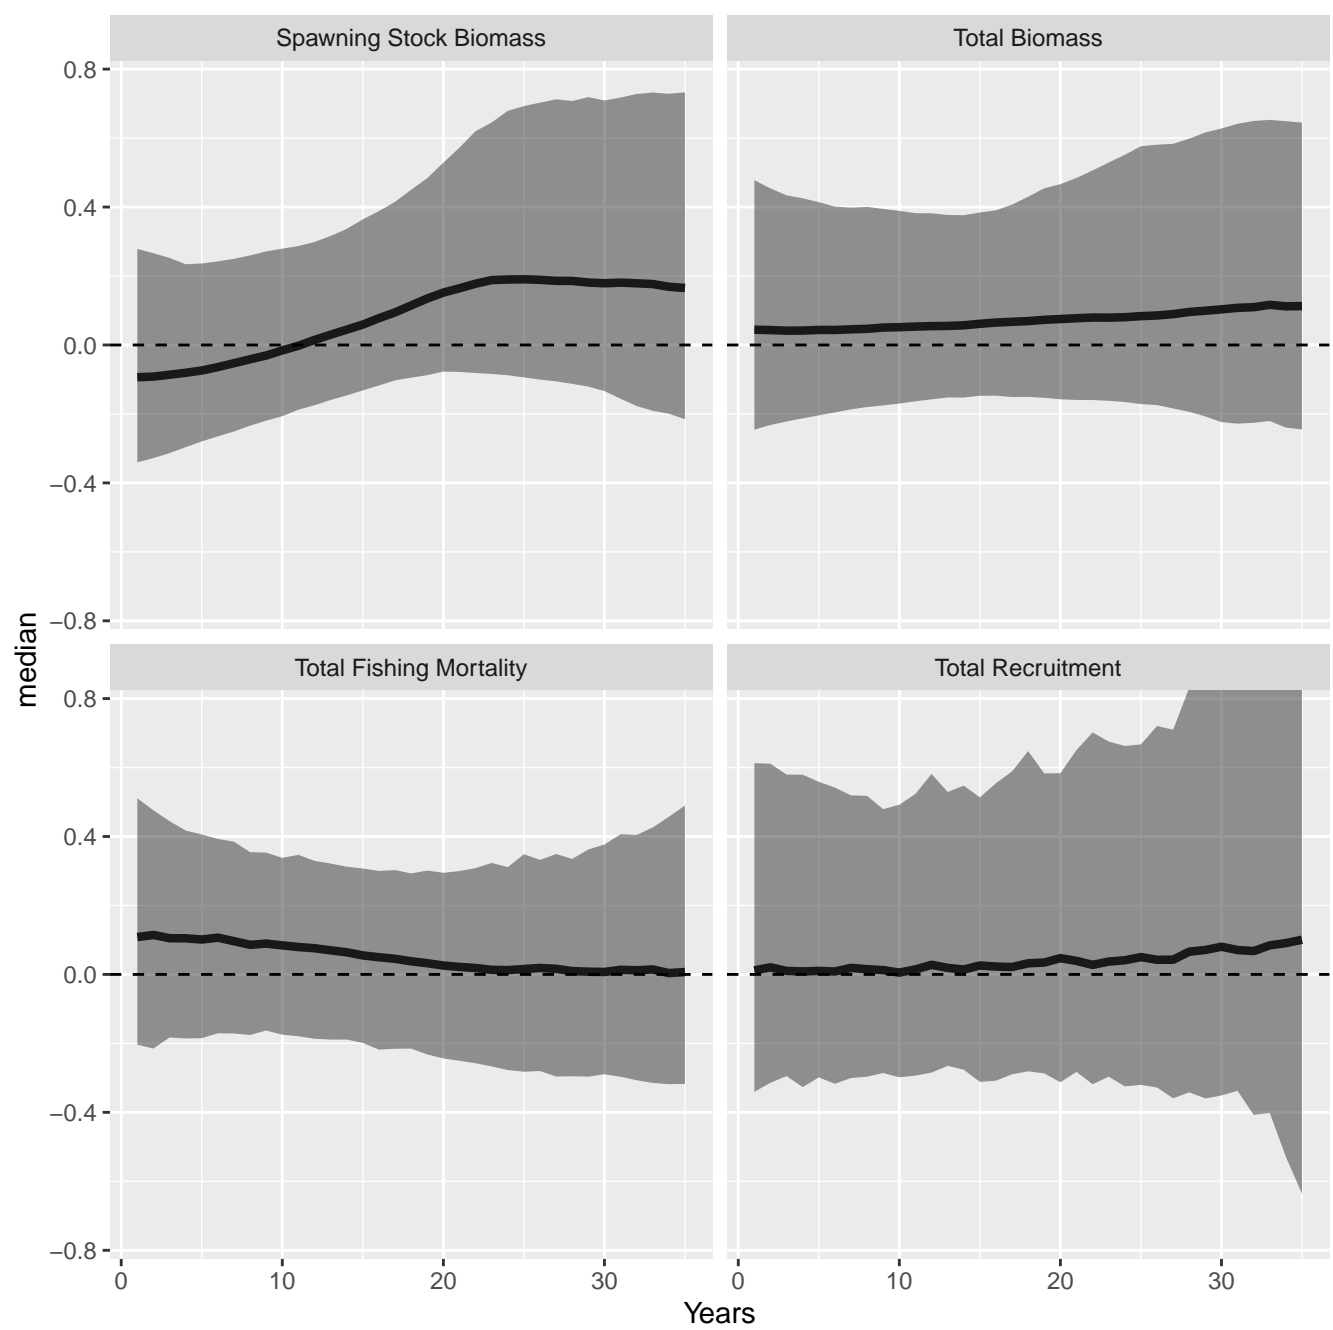 Spawning Stock Biomass
Total Biomass
0.8
0.4
0.0
−0.4
−0.8
median
Total Fishing Mortality
Total Recruitment
0.8
0.4
0.0
−0.4
−0.8
0 10 20 30
0 10 20 30
Years